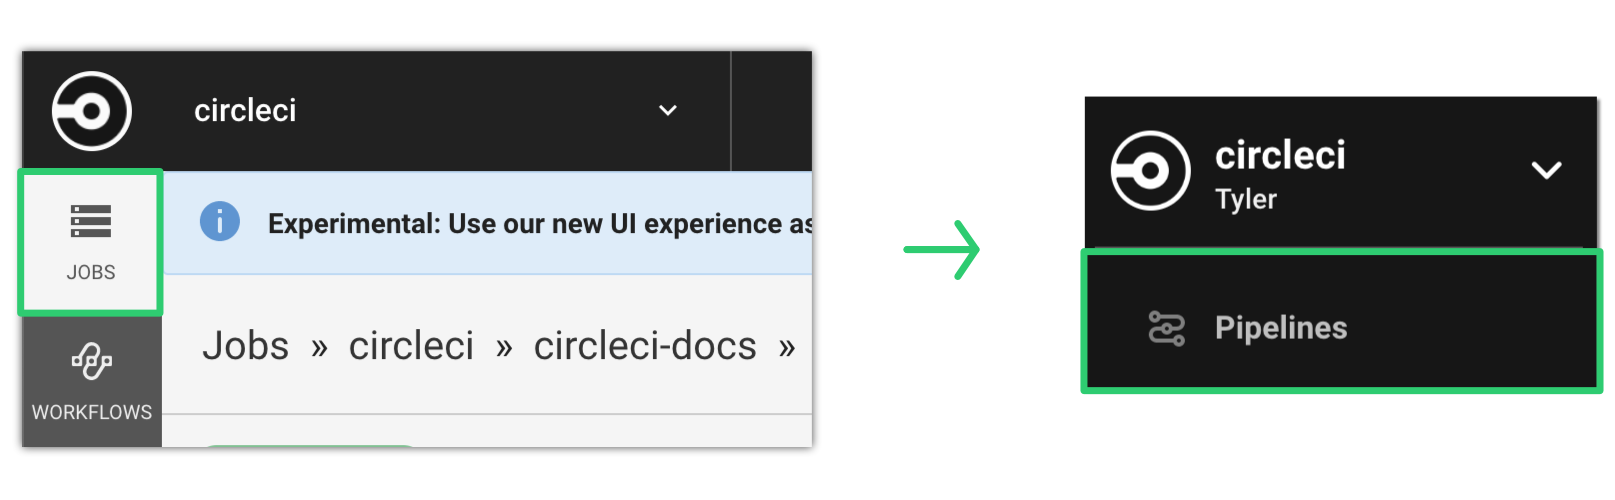 circleci
Experimental: Use our new UI experience as
JOBS
Jobs » circleci » circleci-docs »
WORKFLOWS
circleci
Tyler
Pipelines